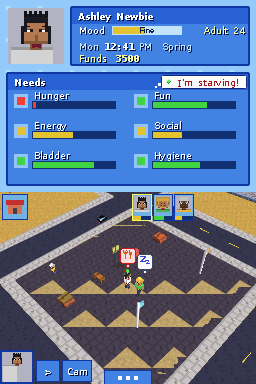 Ashley Newbie
Mood Fine Adult 24
Mon 12:41 PM Spring
Funds 3500
Needs
I'm starving!
Hunger Fun
Energy Social
Bladder Hygiene
Z Z
> Cam
...